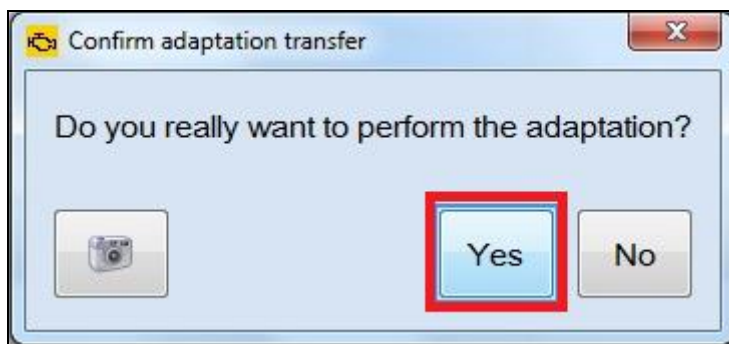 Confirm adaptation transfer
Do you really want to perform the adaptation?
Yes No